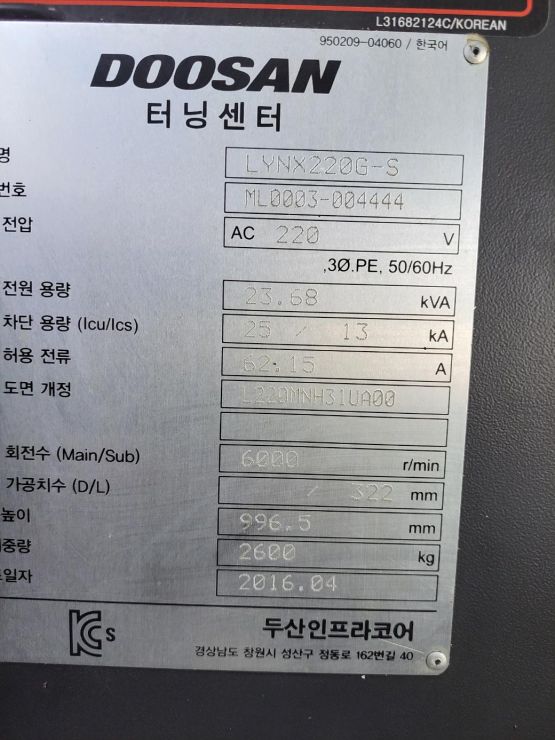 L31682124C/KOREAN
950209-04060 / 한국어
DOOSAN
터닝센터
명 LYNX220G-S
번호 ML0003-004444
전압 AC 220 V
,3Ø.PE, 50/60Hz
전원 용량 23.68 kVA
차단 용량 (Icu/Ics) 25 / 13 kA
허용 전류 62.15 A
도면 개정 L220MNH31UA00
회전수 (Main/Sub) 6000 r/min
가공치수 (D/L) / 322 mm
높이 996.5 mm
중량 2600 kg
일자 2016.04
KCs 두산인프라코어
경상남도 창원시 성산구 정동로 162번길 40